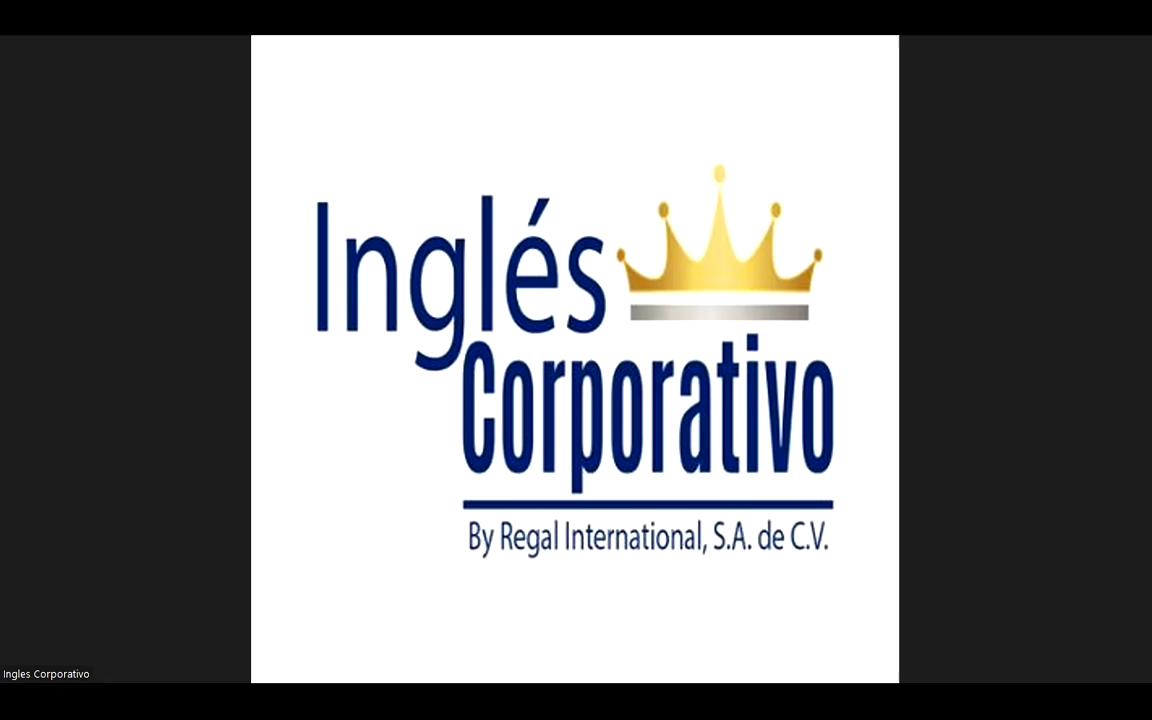 Inglés
Corporativo
By Regal International, S.A. de C.V.
Ingles Corporativo